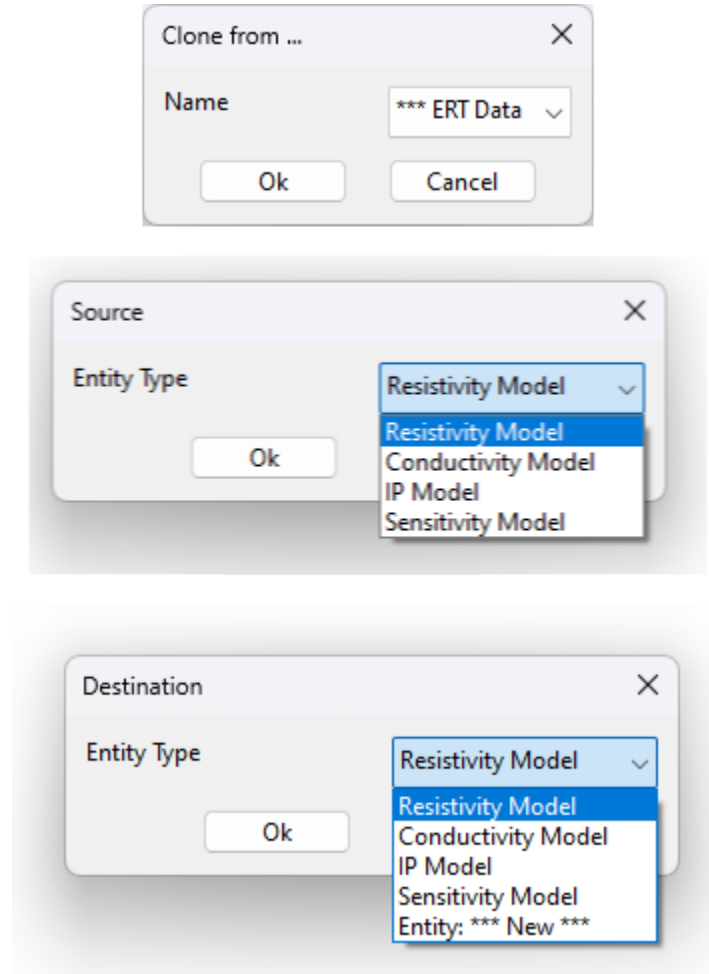 Clone from ...
Name
*** ERT Data
Ok Cancel
Source
Entity Type
Resistivity Model
Resistivity Model
Conductivity Model
IP Model
Sensitivity Model
Ok
Destination
Entity Type
Resistivity Model
Resistivity Model
Conductivity Model
IP Model
Sensitivity Model
Entity: *** New ***
Ok